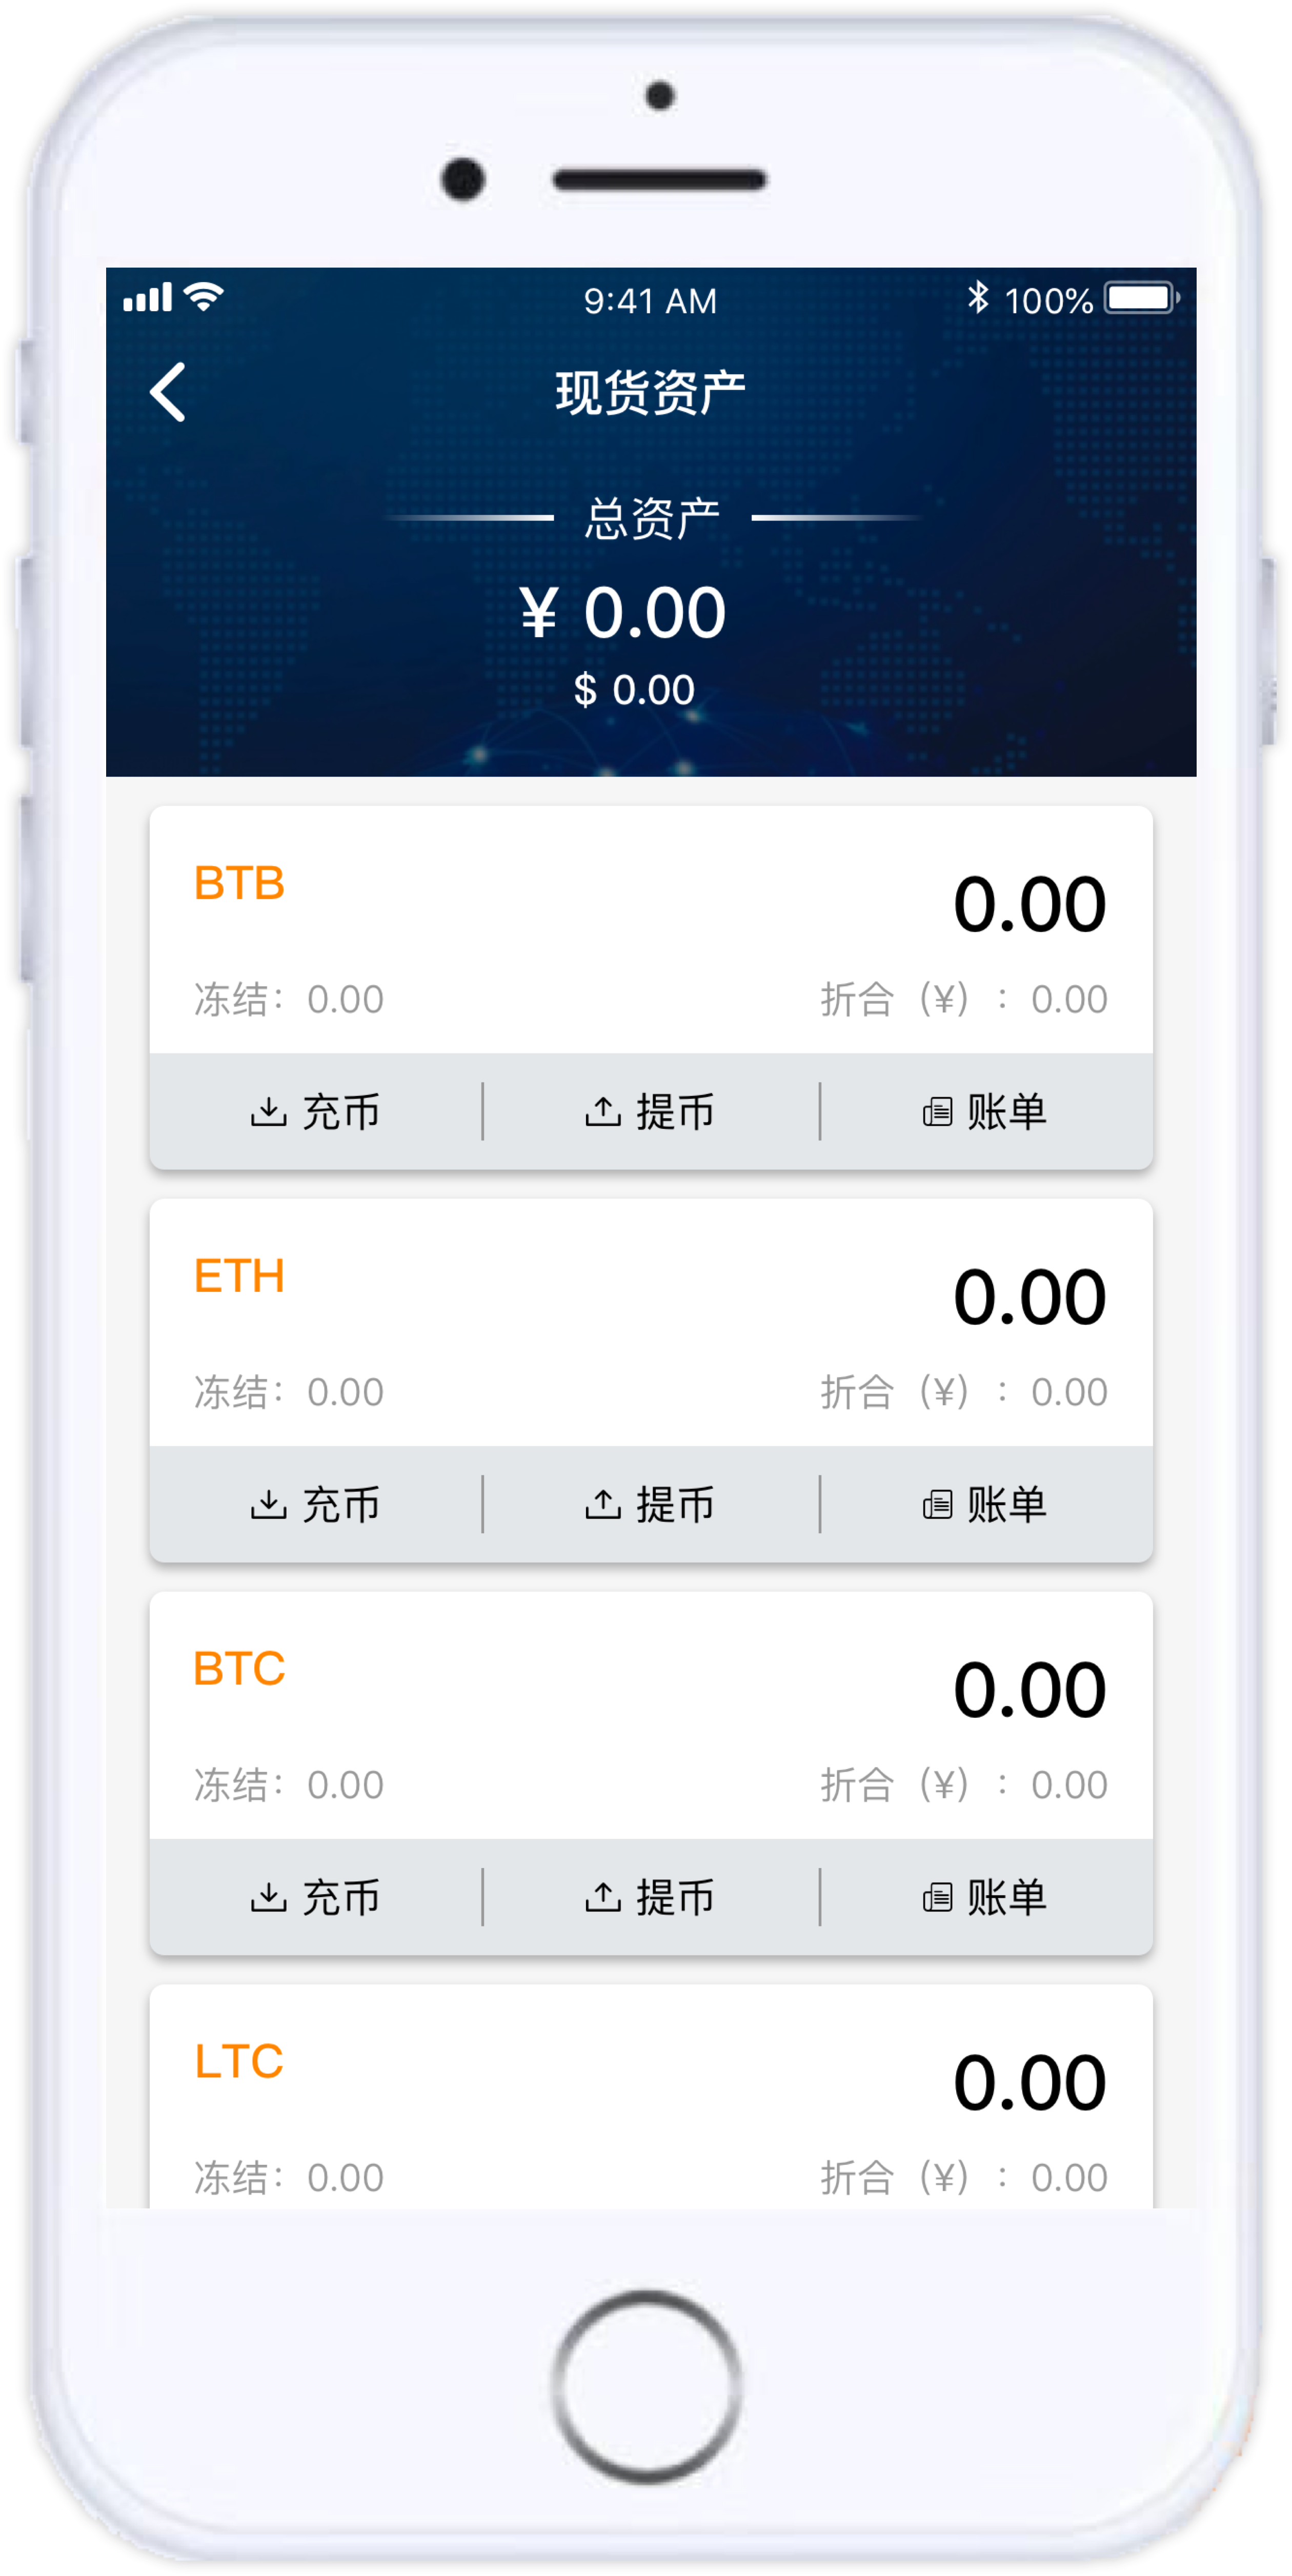 9:41 AM 100%
现货资产
总资产
¥ 0.00
$ 0.00
BTB 0.00
冻结：0.00 折合（¥）：0.00
充币 提币 账单
ETH 0.00
冻结：0.00 折合（¥）：0.00
充币 提币 账单
BTC 0.00
冻结：0.00 折合（¥）：0.00
充币 提币 账单
LTC 0.00
冻结：0.00 折合（¥）：0.00